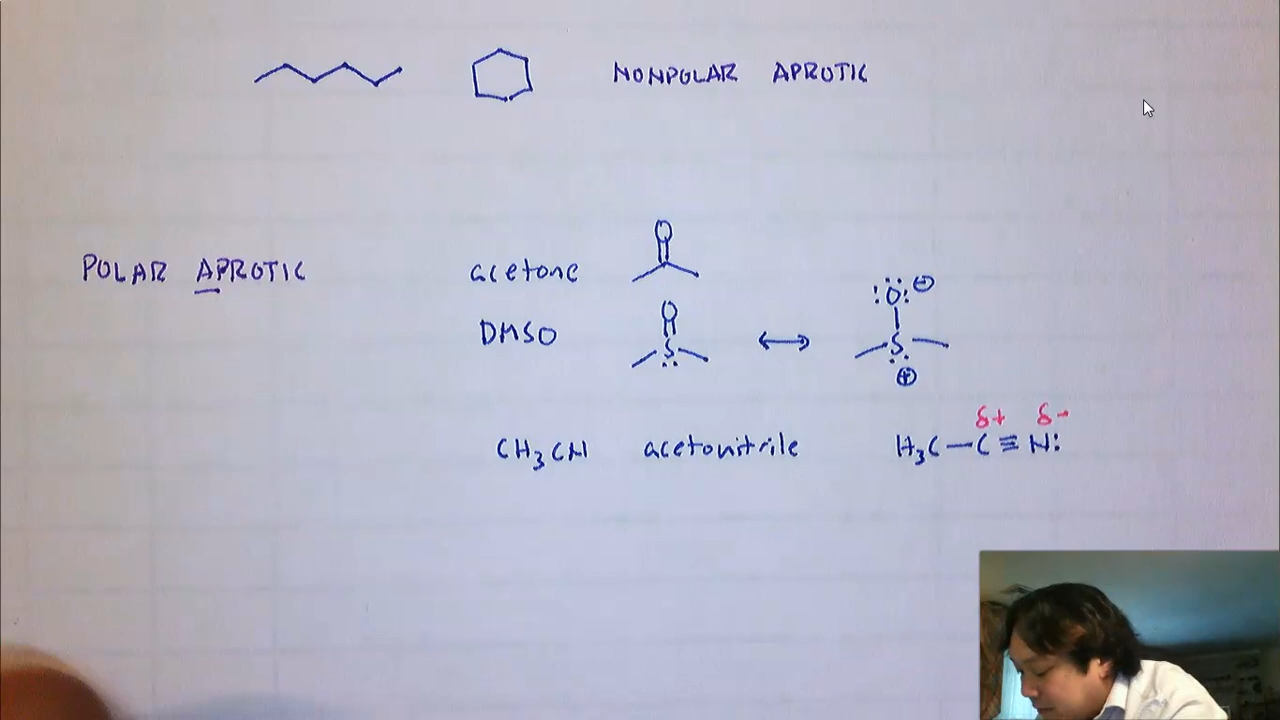 NONPOLAR APROTIC
POLAR APROTIC
acetone
O
DMSO
O
S
:Ö:⊖
S
⊕
CH₃CN acetonitrile
δ+ δ-
H₃C—C≡N: